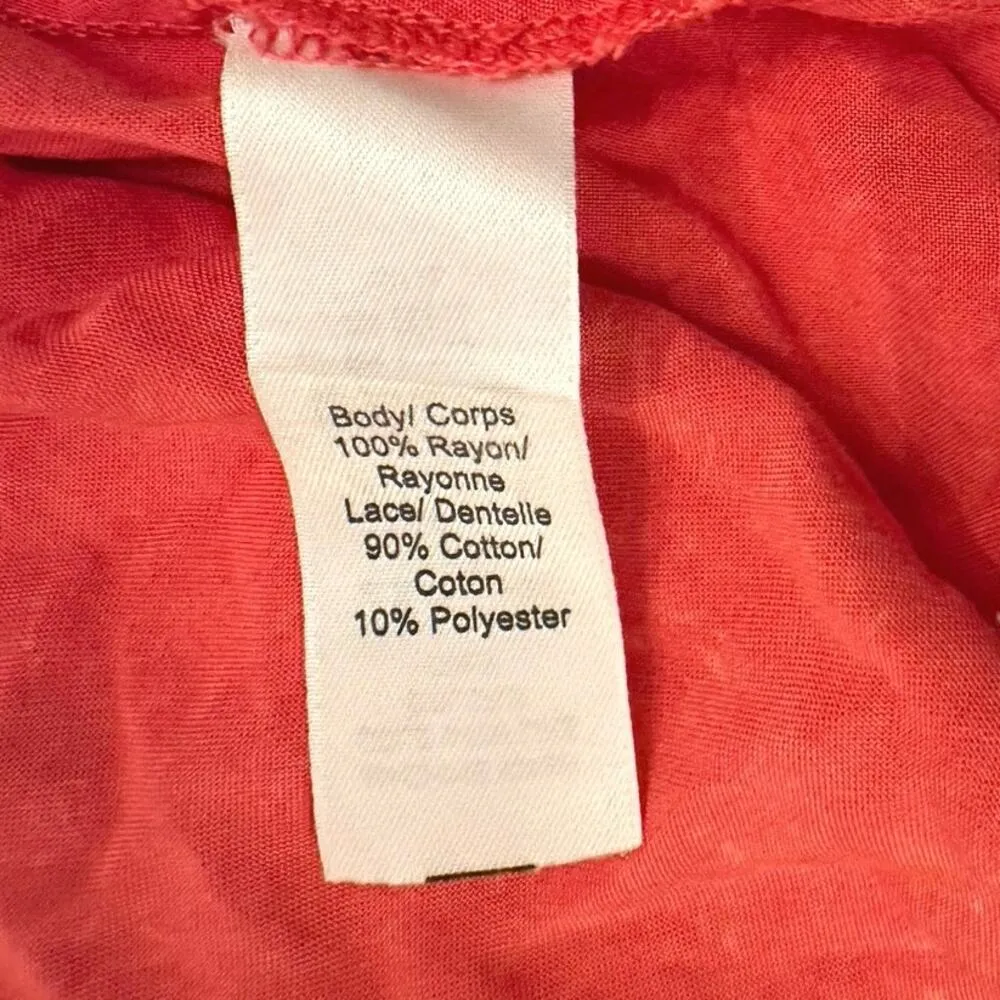 Body/ Corps
100% Rayon/
Rayonne
Lace/ Dentelle
90% Cotton/
Coton
10% Polyester